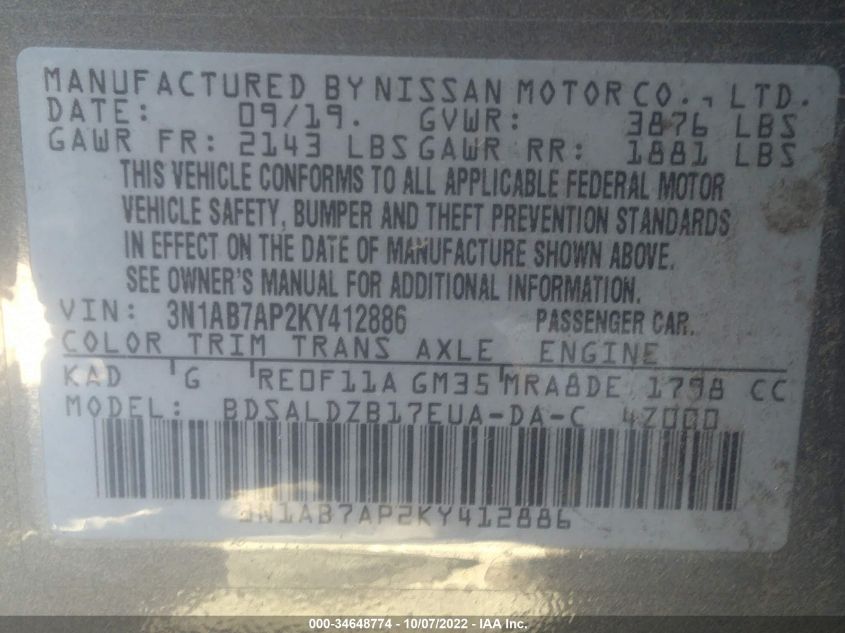 MANUFACTURED BY NISSAN MOTOR CO., LTD.
DATE: 09/19. GVWR: 3876 LBS
GAWR FR: 2143 LBS GAWR RR: 1881 LBS
THIS VEHICLE CONFORMS TO ALL APPLICABLE FEDERAL MOTOR
VEHICLE SAFETY, BUMPER AND THEFT PREVENTION STANDARDS
IN EFFECT ON THE DATE OF MANUFACTURE SHOWN ABOVE.
SEE OWNER'S MANUAL FOR ADDITIONAL INFORMATION.
VIN: 3N1AB7AP2KY412886 PASSENGER CAR.
COLOR TRIM TRANS AXLE ENGINE
KAD G RE0F11A GM35 MRA8DE 1798 CC
MODEL: BDSALDZB17EUA-DA-C 4Z000
3N1AB7AP2KY412886
000-34648774 - 10/07/2022 - IAA Inc.